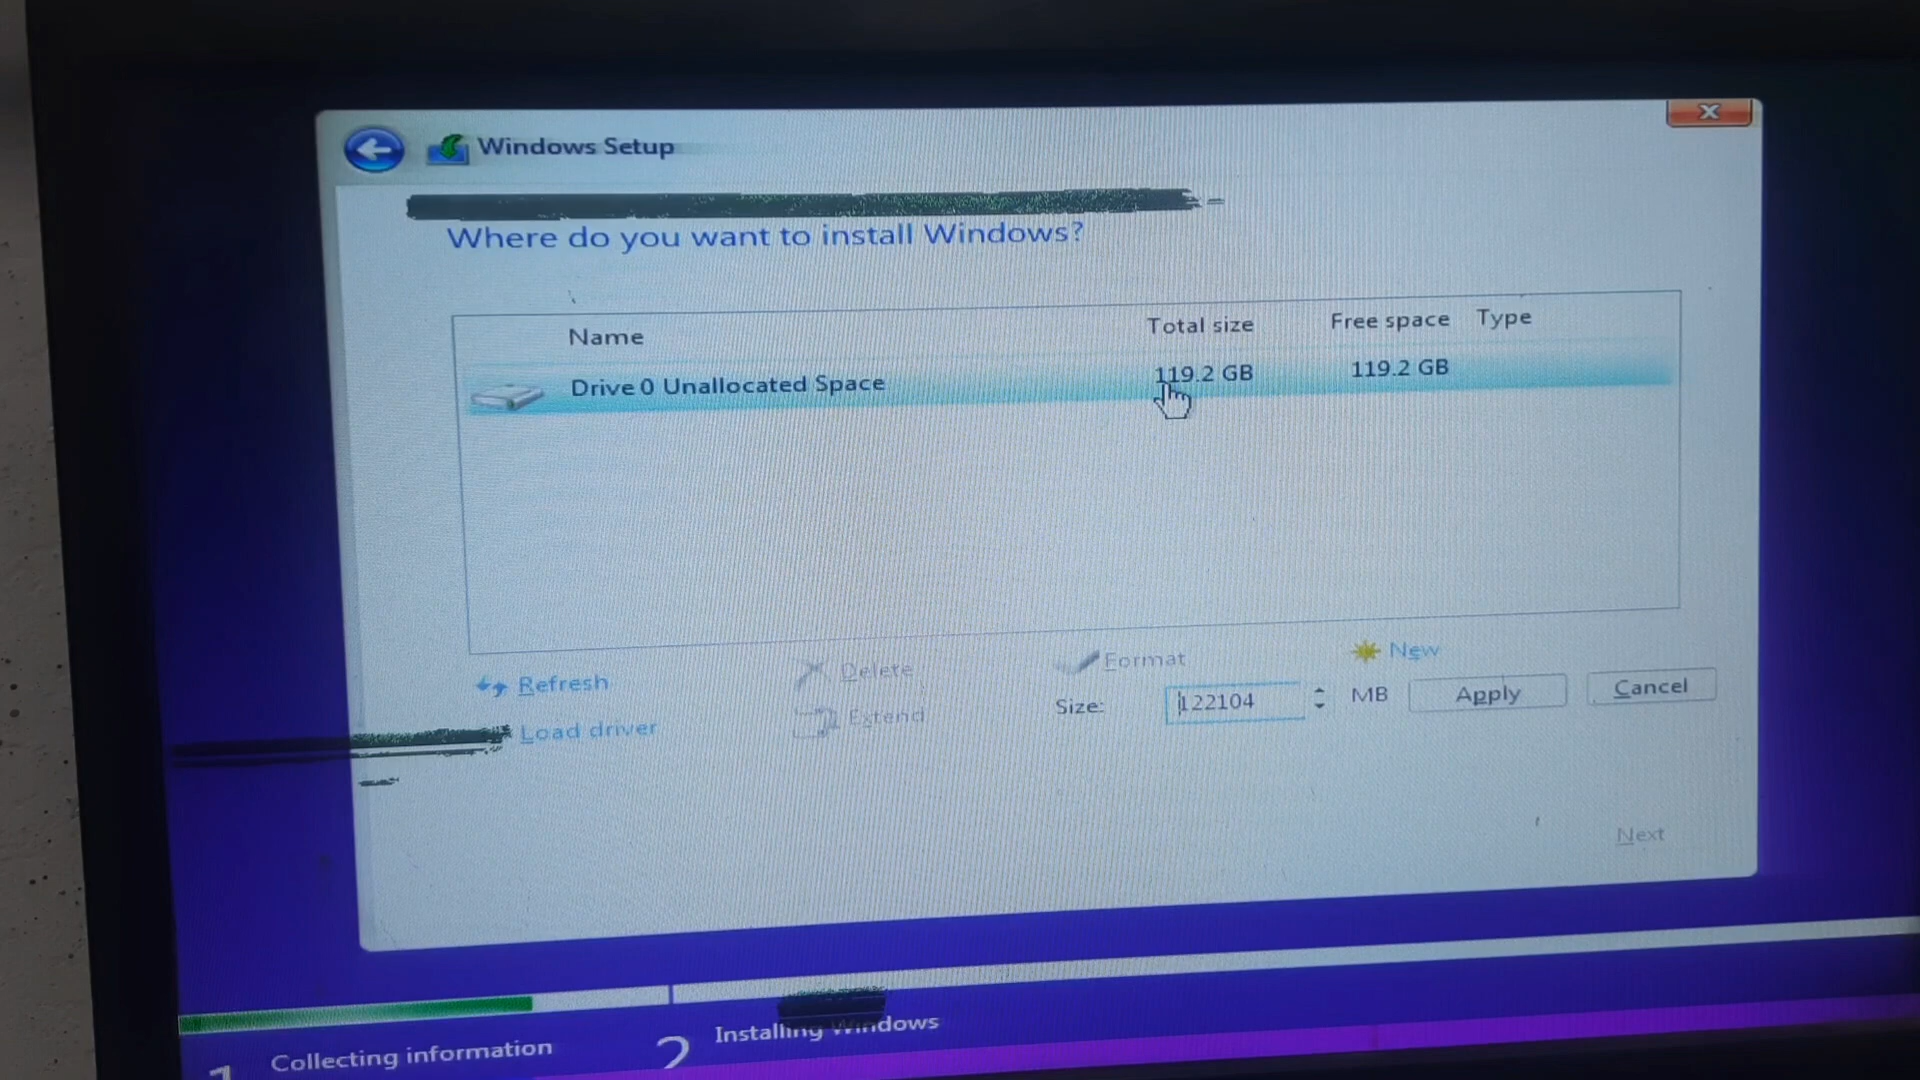 Windows Setup
Where do you want to install Windows?
Name Total size Free space Type
Drive 0 Unallocated Space 119.2 GB 119.2 GB
Refresh Delete Format New
Load driver Extend Size: 122104 MB Apply Cancel
Next
1 Collecting information 2 Installing Windows